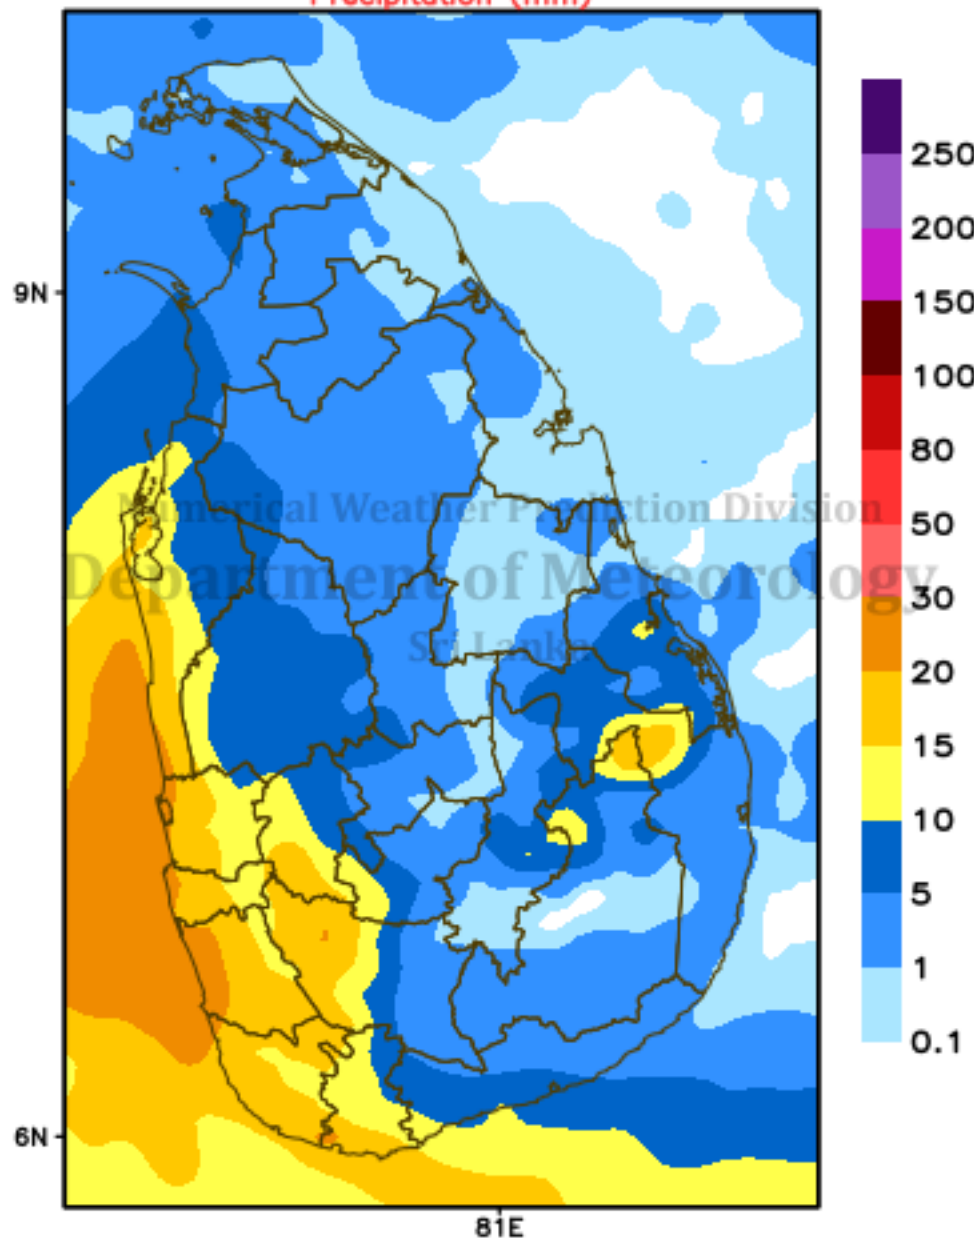 Precipitation (mm)
250
200
150
100
80
50
30
20
15
10
5
1
0.1
9N
6N
81E
Numerical Weather Prediction Division
Department of Meteorology
Sri Lanka